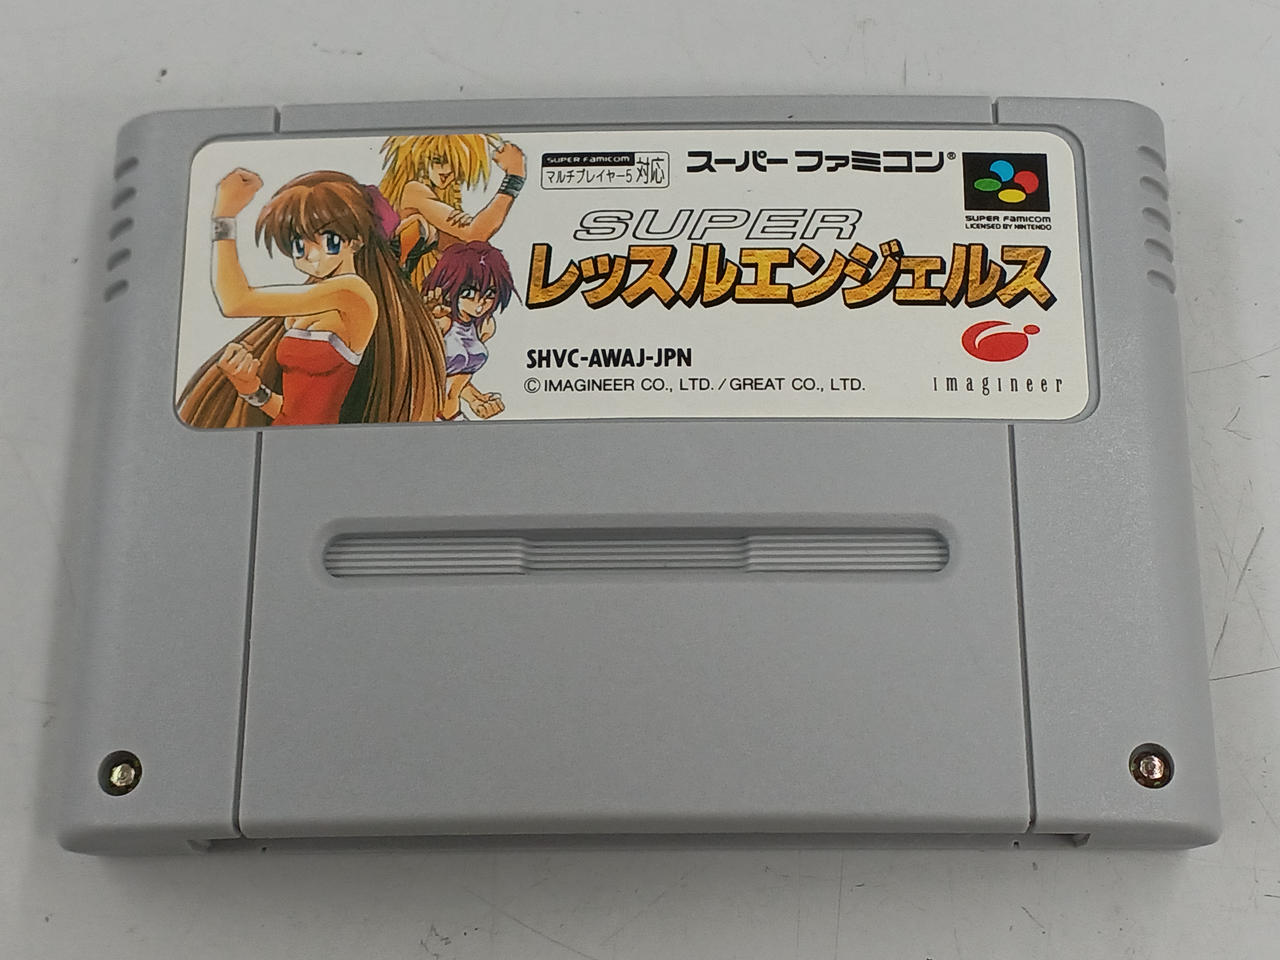 SUPER FAMICOM
マルチプレイヤー5 対応
スーパー ファミコン®
SUPER FAMICOM
LICENSED BY NINTENDO
SUPER
レッスルエンジェルス
SHVC-AWAJ-JPN
© IMAGINEER CO., LTD. / GREAT CO., LTD.
imagineer